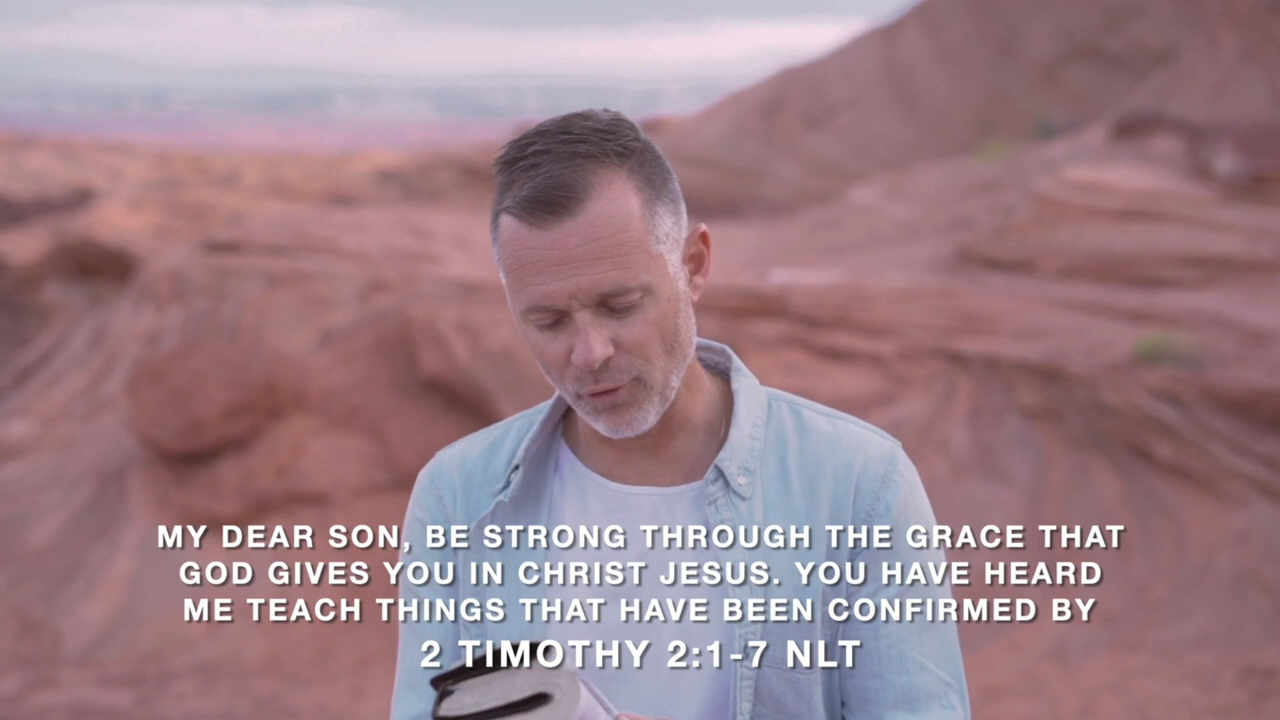 MY DEAR SON, BE STRONG THROUGH THE GRACE THAT
GOD GIVES YOU IN CHRIST JESUS. YOU HAVE HEARD
ME TEACH THINGS THAT HAVE BEEN CONFIRMED BY
2 TIMOTHY 2:1-7 NLT